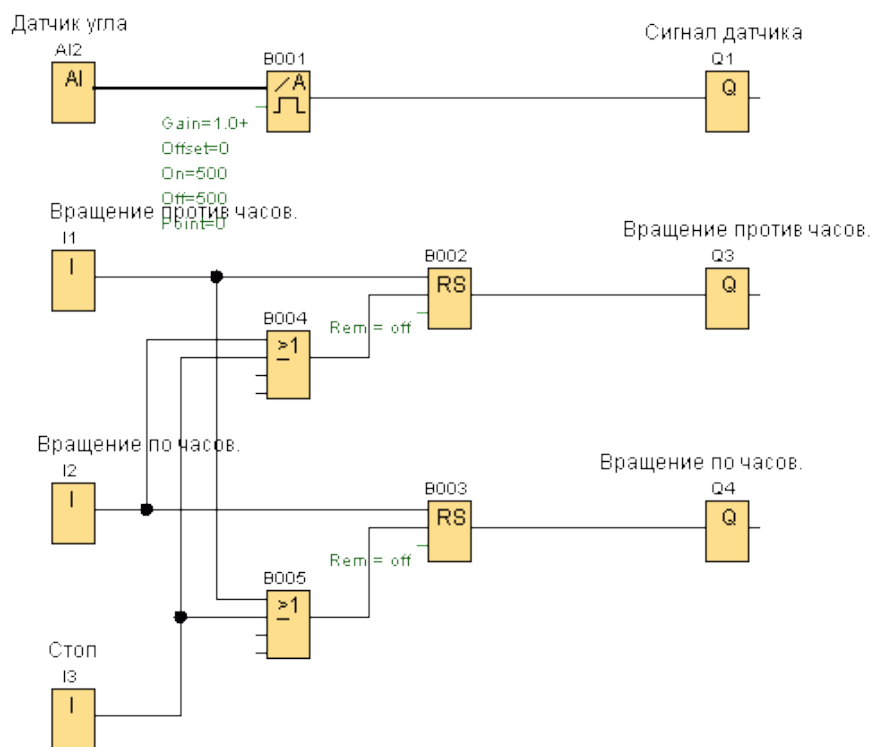 Датчик угла
AI2
AI
B001
/A
Сигнал датчика
Q1
Q
Gain=1.0+
Offset=0
On=500
Off=500
Point=0
Вращение против часов.
I1
I
B002
RS
Rem = off
Вращение против часов.
Q3
Q
B004
≥1
Вращение по часов.
I2
I
B003
RS
Rem = off
Вращение по часов.
Q4
Q
B005
≥1
Стоп
I3
I